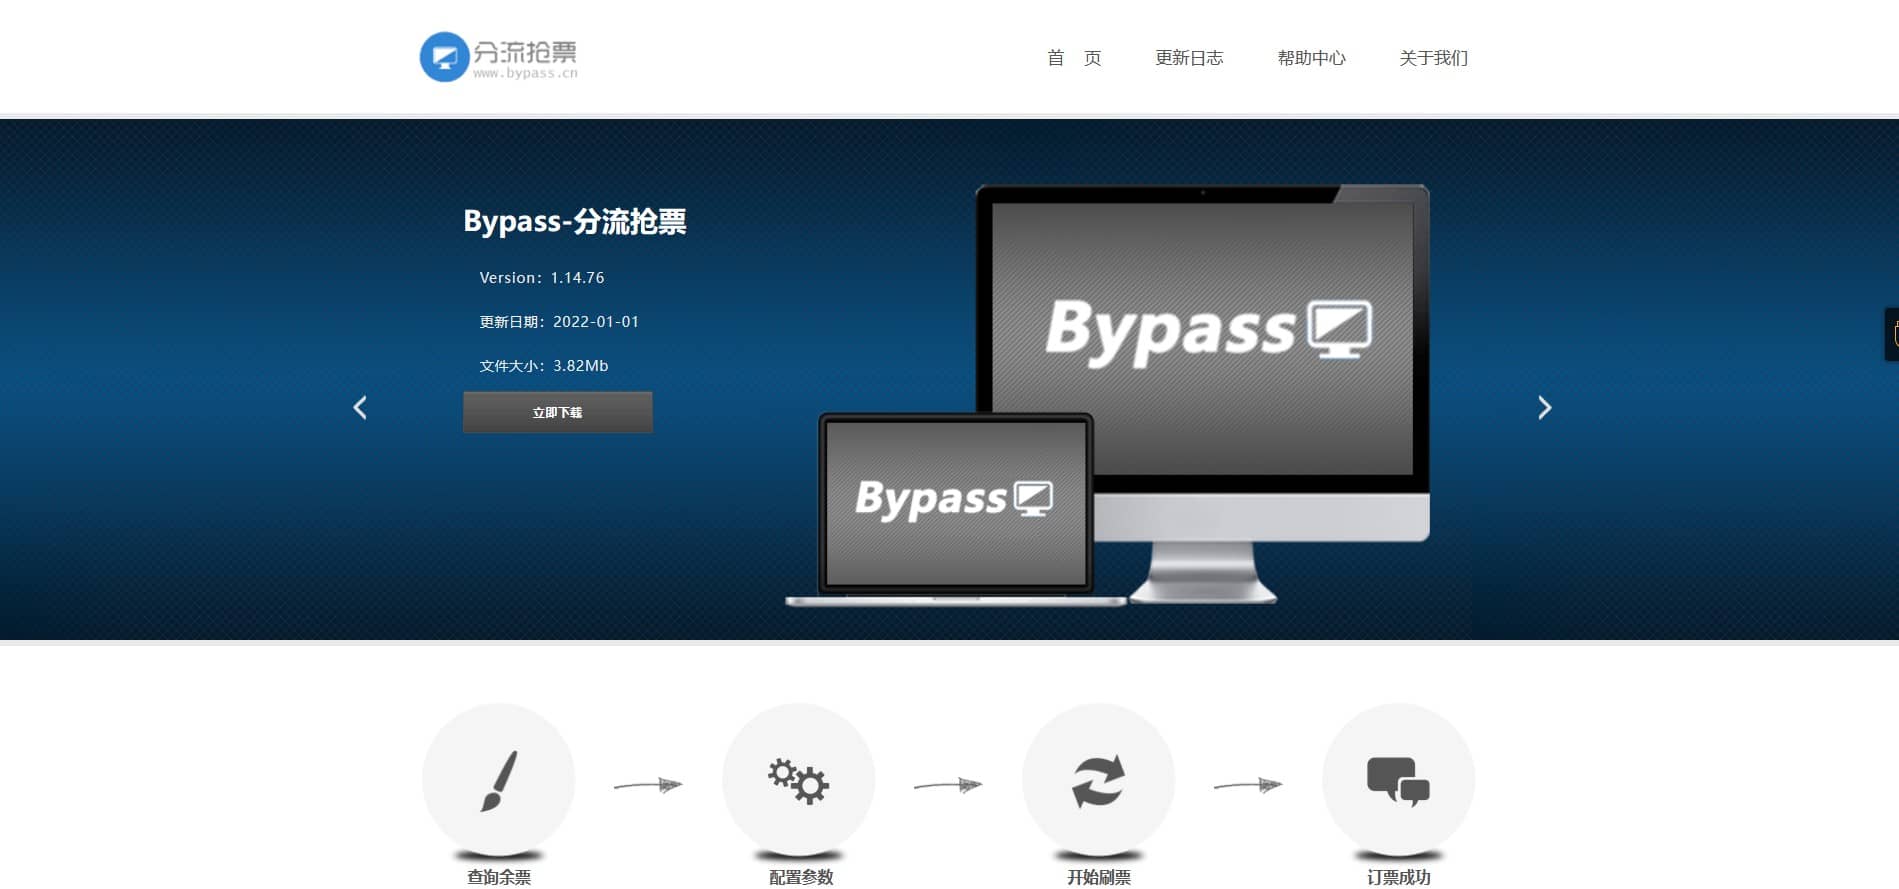 分流抢票
www.bypass.cn
首 页
更新日志
帮助中心
关于我们
Bypass-分流抢票
Version：1.14.76
更新日期：2022-01-01
文件大小：3.82Mb
立即下载
Bypass
Bypass
查询余票
配置参数
开始刷票
订票成功